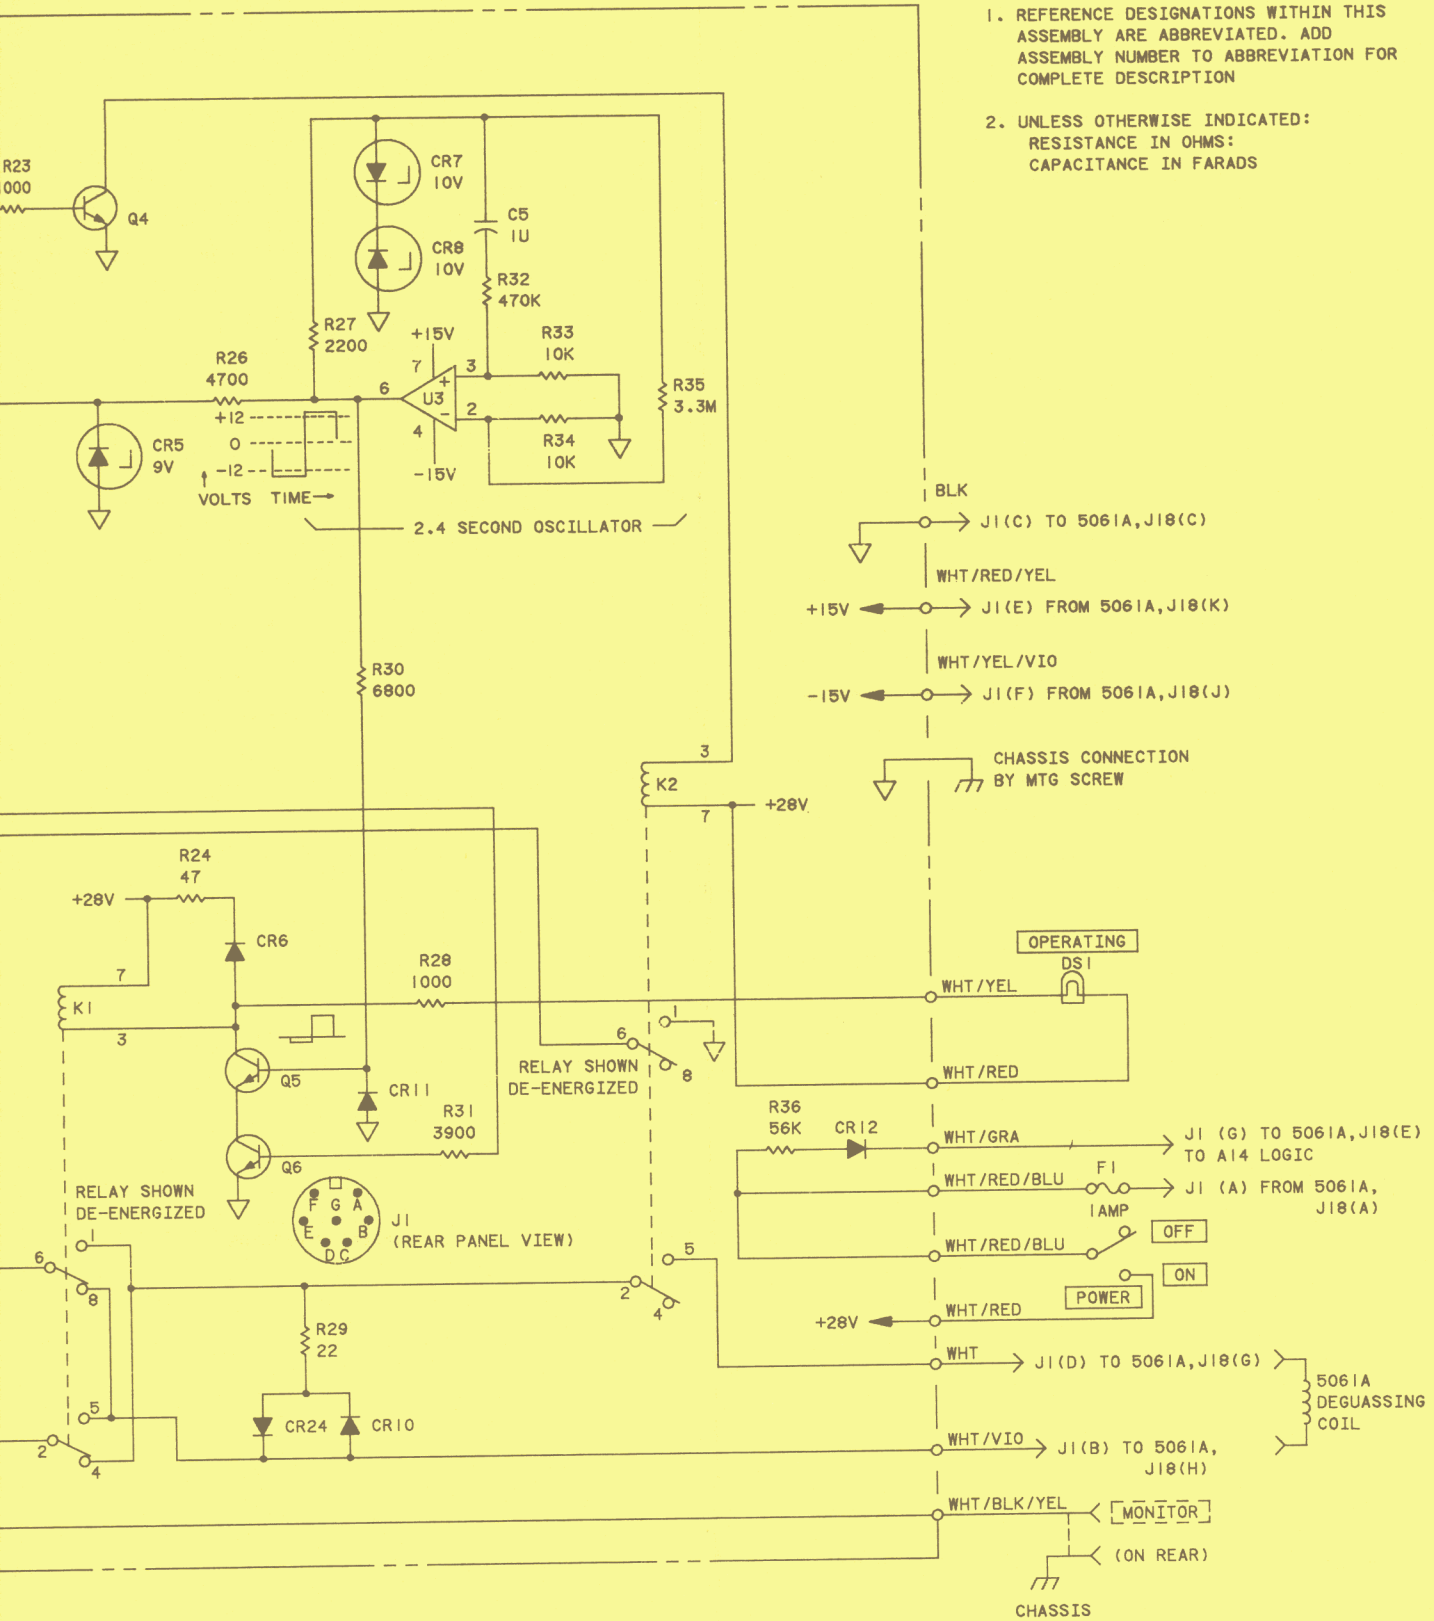 1. REFERENCE DESIGNATIONS WITHIN THIS
ASSEMBLY ARE ABBREVIATED. ADD
ASSEMBLY NUMBER TO ABBREVIATION FOR
COMPLETE DESCRIPTION
2. UNLESS OTHERWISE INDICATED:
RESISTANCE IN OHMS:
CAPACITANCE IN FARADS
R23
1000
Q4
CR7
10V
CR8
10V
C5
1U
R32
470K
R27
2200
+15V
R33
10K
R26
4700
7
3
6
U3
+
-
2
4
R35
3.3M
+12
0
-12
VOLTS TIME
CR5
9V
R34
10K
-15V
2.4 SECOND OSCILLATOR
BLK
J1(C) TO 5061A,J18(C)
WHT/RED/YEL
+15V
J1(E) FROM 5061A,J18(K)
WHT/YEL/VIO
-15V
J1(F) FROM 5061A,J18(J)
CHASSIS CONNECTION
BY MTG SCREW
R30
6800
3
K2
7
+28V
R24
47
+28V
CR6
7
K1
3
R28
1000
OPERATING
DS1
WHT/YEL
1
6
8
RELAY SHOWN
DE-ENERGIZED
Q5
CR11
WHT/RED
R31
3900
Q6
R36
56K
CR12
WHT/GRA
J1 (G) TO 5061A,J18(E)
TO A14 LOGIC
WHT/RED/BLU
F1
1AMP
J1 (A) FROM 5061A,
J18(A)
RELAY SHOWN
DE-ENERGIZED
F G A
E B
D C
J1
(REAR PANEL VIEW)
WHT/RED/BLU
OFF
ON
POWER
1
6
8
5
2
4
+28V
WHT/RED
R29
22
WHT
J1(D) TO 5061A,J18(G)
5061A
DEGUASSING
COIL
CR24
CR10
5
2
4
WHT/VIO
J1(B) TO 5061A,
J18(H)
WHT/BLK/YEL
MONITOR
(ON REAR)
CHASSIS